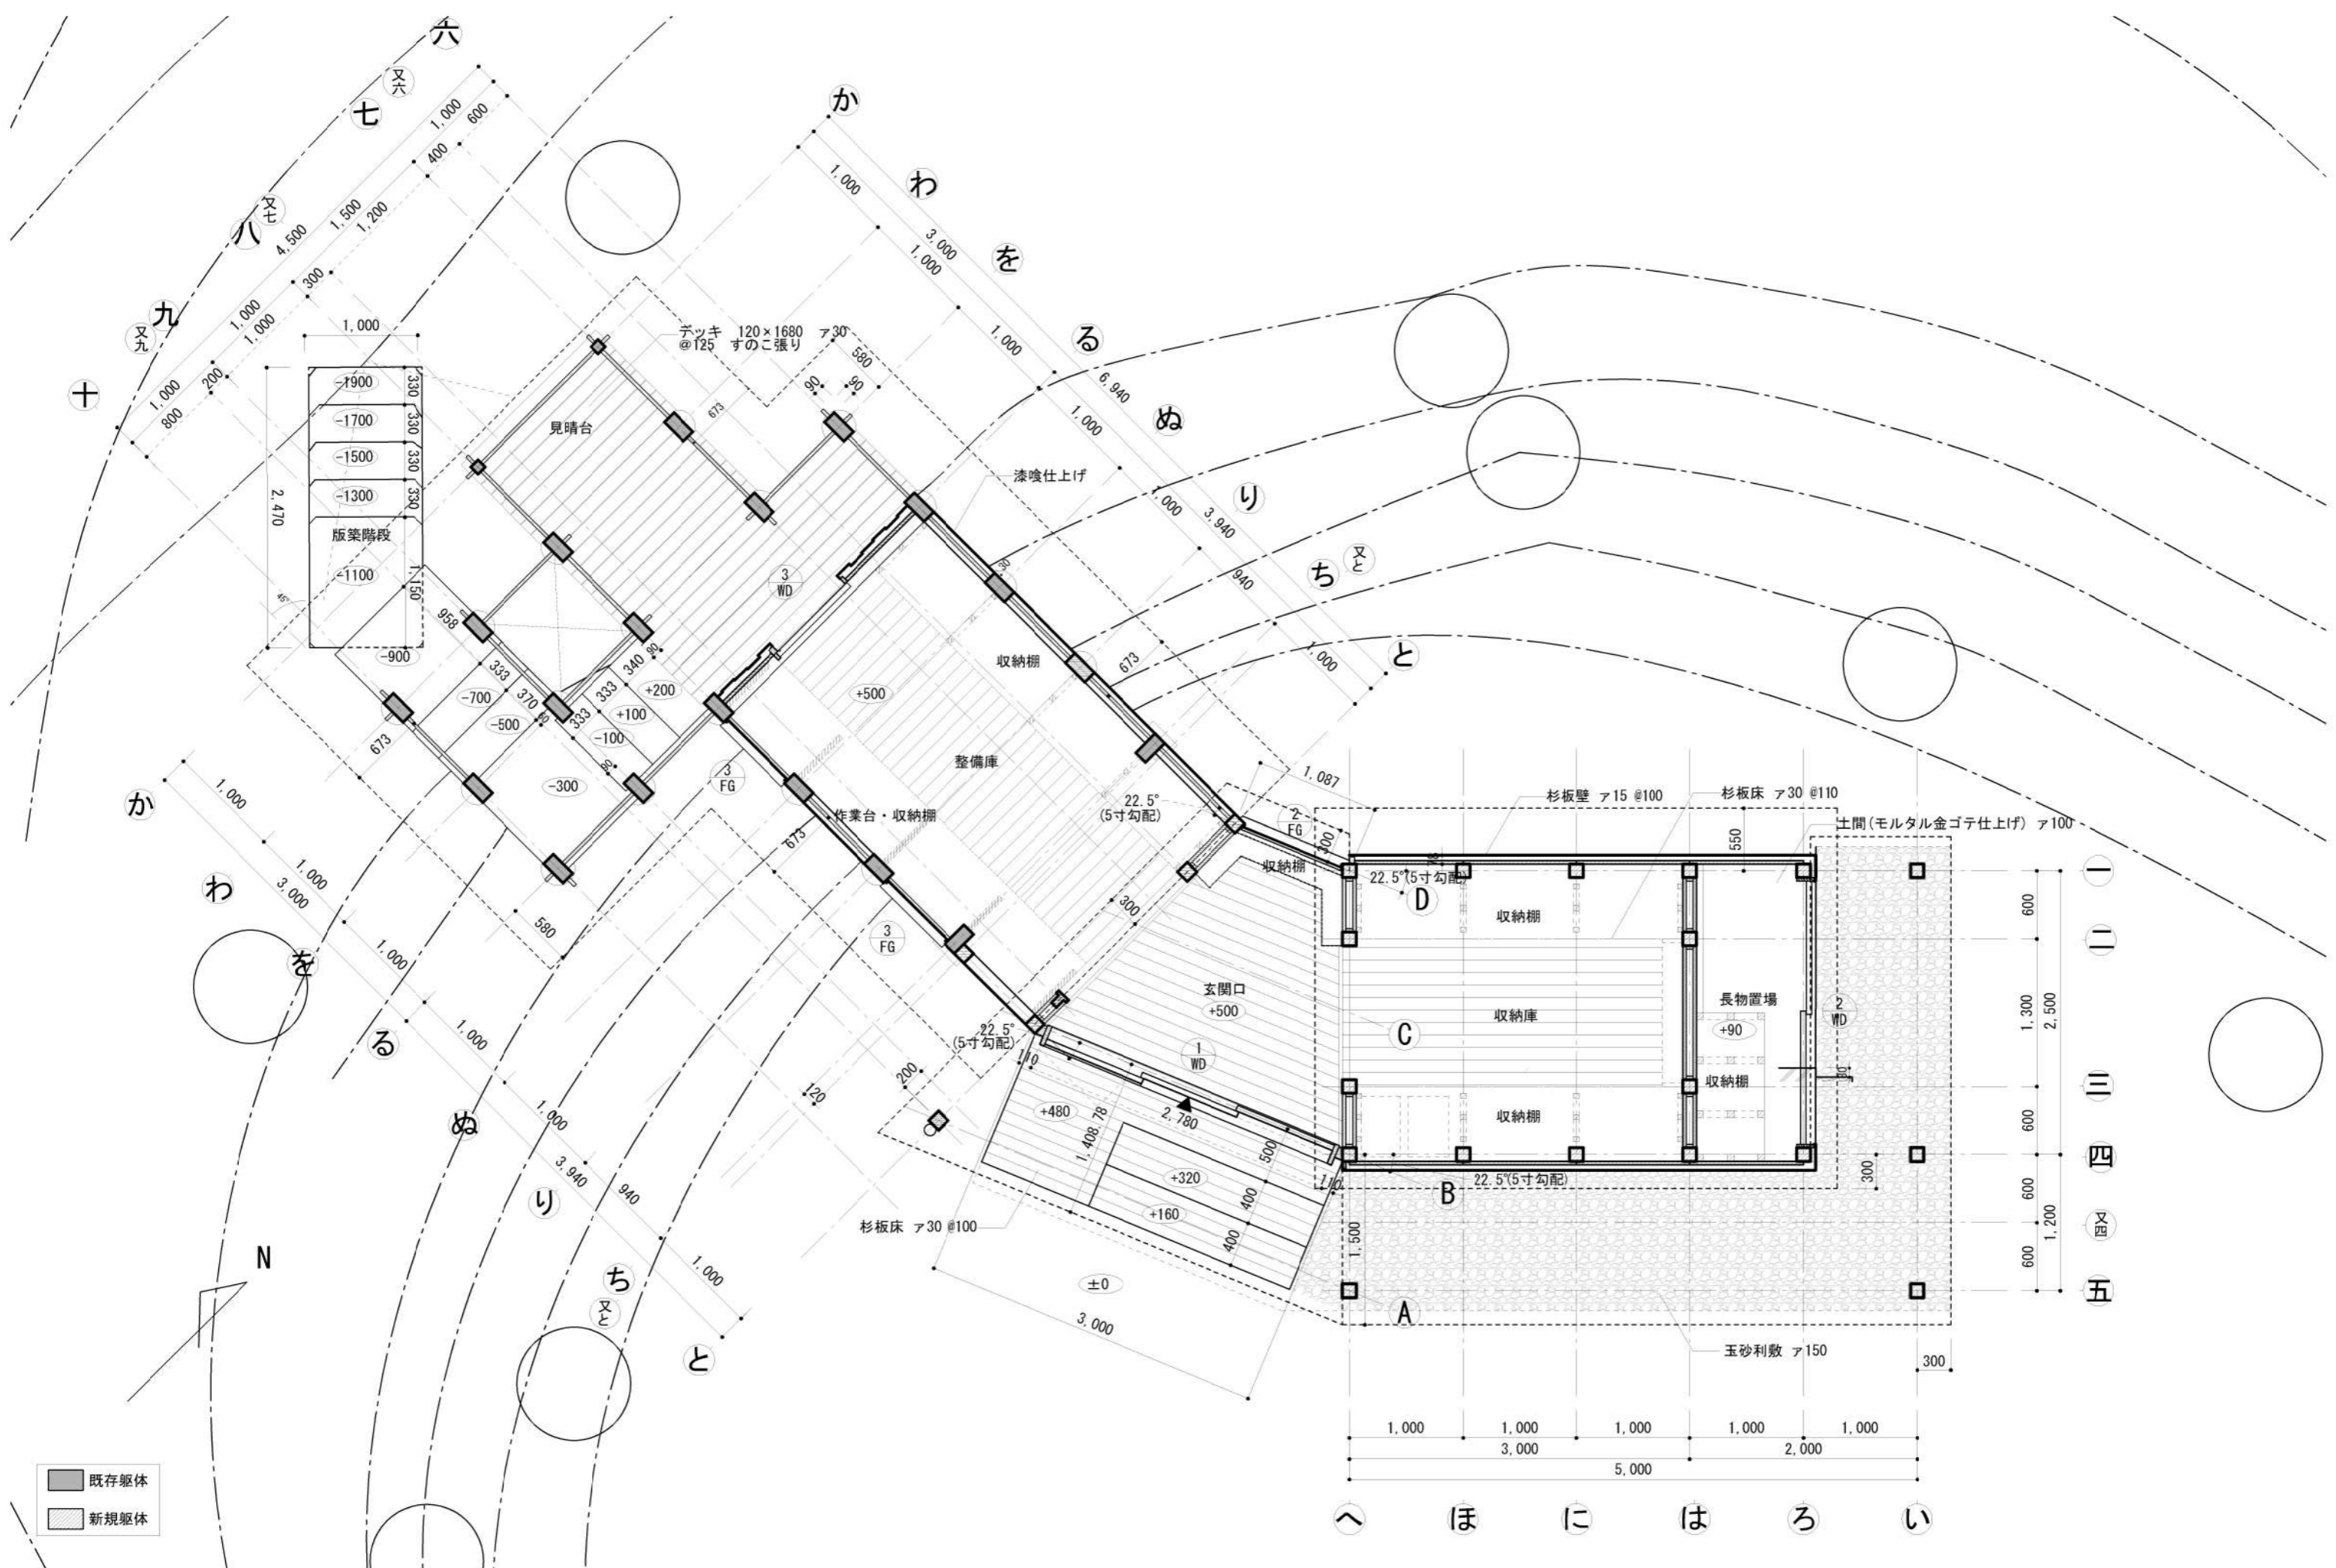 六
又六
七
又七
八
九
又九
十
1,000
600
400
1,500
1,200
4,500
300
1,000
1,000
200
1,000
800
か
わ
を
る
ぬ
り
ち
又と
と
1,000
3,000
1,000
1,000
6,940
1,000
1,000
3,940
940
1,000
1,000
-1900
330
-1700
330
-1500
330
-1300
330
版築階段
-1100
1,150
2,470
45°
-900
958
デッキ 120×1680 ァ30
@125 すのこ張り
580
90
90
673
見晴台
漆喰仕上げ
3
WD
30
収納棚
673
333
340
90
+200
-700
370
333
+100
-500
60
333
-100
90
-300
673
+500
整備庫
3
FG
作業台・収納棚
673
580
3
FG
22.5°
(5寸勾配)
1,087
2
FG
300
収納棚
300
杉板壁 ァ15 @100
杉板床 ァ30 @110
土間(モルタル金ゴテ仕上げ) ァ100
550
78
22.5°(5寸勾配)
D
収納棚
玄関口
+500
収納庫
長物置場
+90
2
WD
C
30
収納棚
収納棚
22.5°
(5寸勾配)
110
1
WD
200
120
+480
1,408.78
2,780
500
+320
400
+160
400
110
22.5°(5寸勾配)
B
1,500
300
杉板床 ァ30 @100
±0
3,000
A
玉砂利敷 ァ150
300
一
600
二
1,300
2,500
三
600
四
600
又四
1,200
600
五
か
1,000
わ
3,000
1,000
を
1,000
る
1,000
ぬ
1,000
3,940
り
940
ち
又と
1,000
と
N
1,000
1,000
1,000
1,000
1,000
3,000
2,000
5,000
へ
ほ
に
は
ろ
い
既存躯体
新規躯体